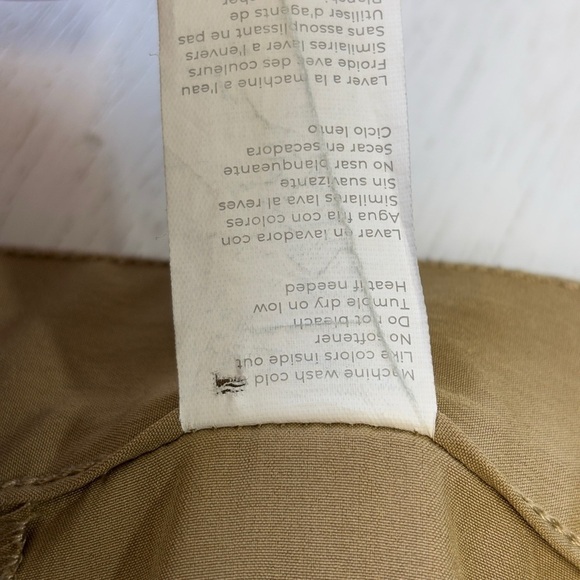 Machine wash cold
Like colors inside out
No softener
Do not bleach
Tumble dry on low
Heat if needed
Lavar en lavadora con
Agua fria con colores
Similares lava al reves
Sin suavizante
No usar blanqueante
Secar en secadora
Ciclo lento
Laver a la machine a l'eau
Froide avec des couleurs
Similaires laver a l'envers
Sans assouplissant ne pas
Utiliser d'agents de